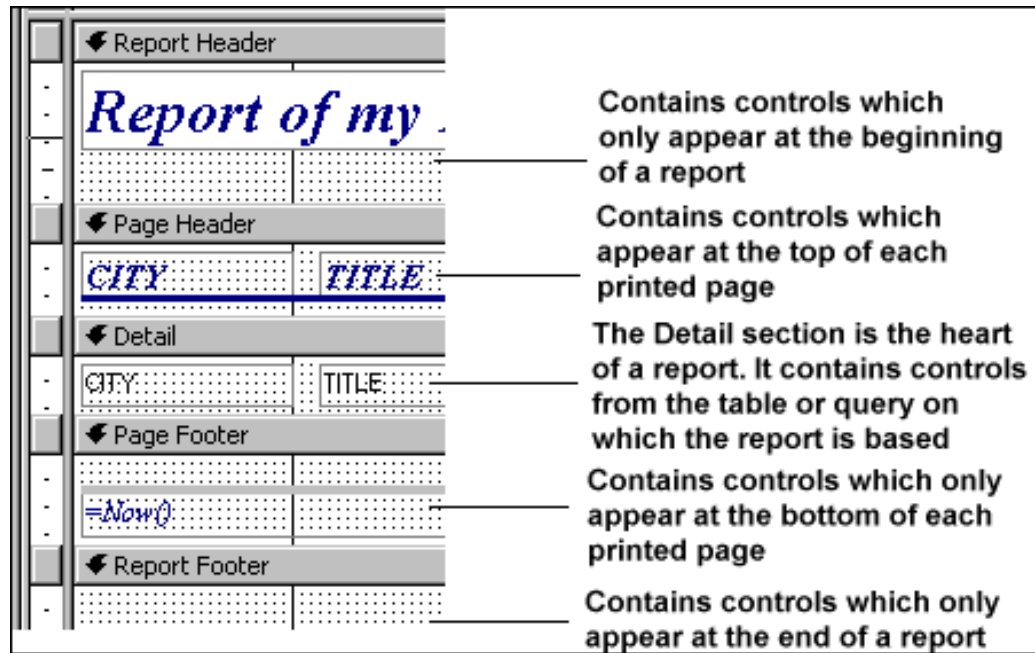 Report Header
Report of my
Contains controls which
only appear at the beginning
of a report
Page Header
CITY TITLE
Contains controls which
appear at the top of each
printed page
Detail
CITY TITLE
The Detail section is the heart
of a report. It contains controls
from the table or query on
which the report is based
Page Footer
=Now()
Contains controls which only
appear at the bottom of each
printed page
Report Footer
Contains controls which only
appear at the end of a report